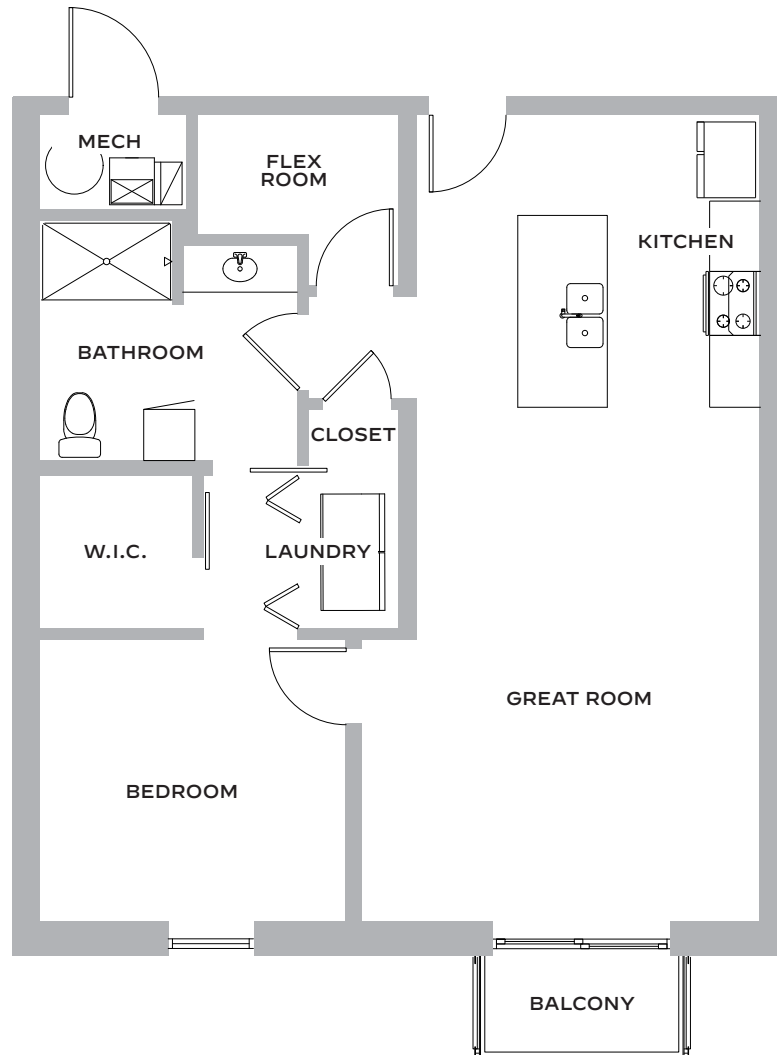 MECH
FLEX
ROOM
KITCHEN
BATHROOM
CLOSET
W.I.C.
LAUNDRY
GREAT ROOM
BEDROOM
BALCONY